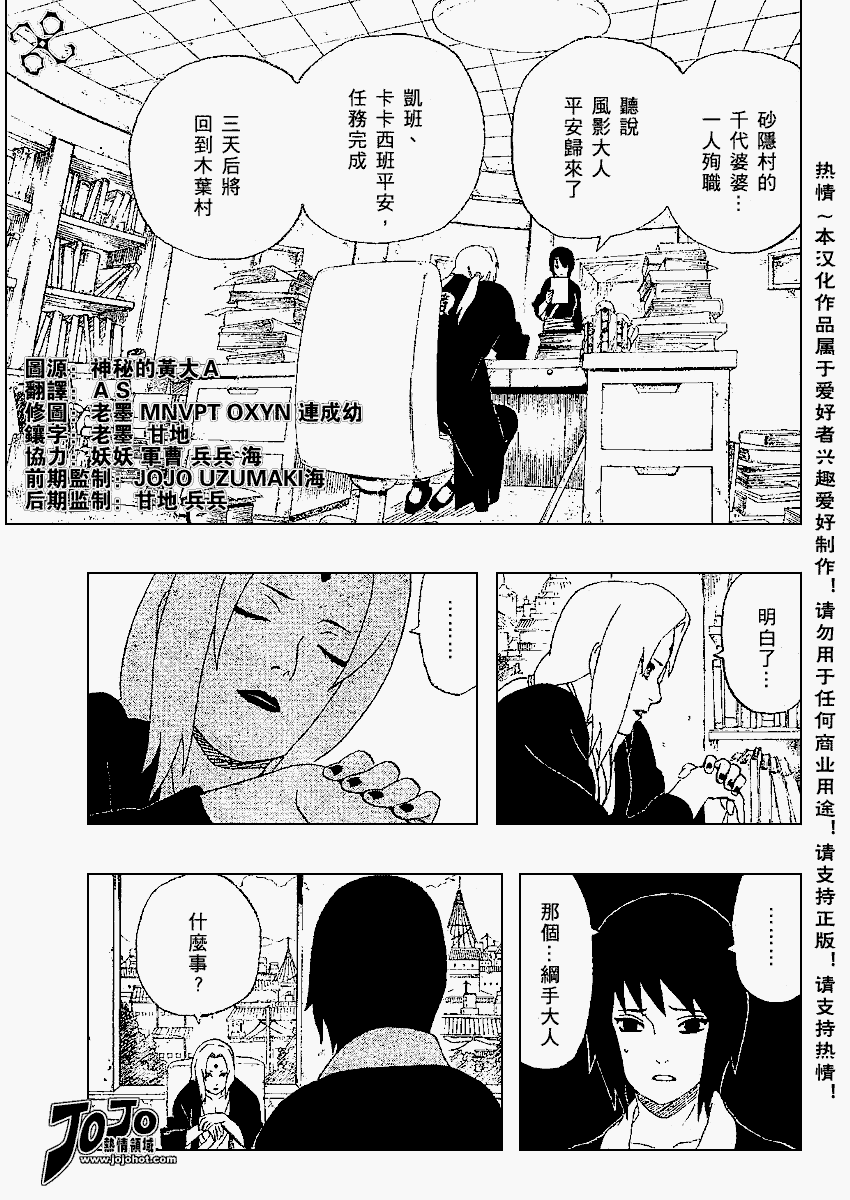 砂隱村的
千代婆婆…
一人殉職
聽說
風影大人
平安歸來了
凱班、
卡卡西班平安，
任務完成
三天后將
回到木葉村
圖源：神秘的黃大A
翻譯：A S
修圖：老墨 MNVPT OXYN 連成幼
鑲字：老墨 甘地
協力：妖妖 軍曹 兵兵 海
前期監制：JOJO UZUMAKI海
后期监制：甘地 兵兵
明白了…
………
………
那個…綱手大人
什麼事？
JOJO
熱情領域
www.jojohot.com
热情～本汉化作品属于爱好者兴趣爱好制作！请勿用于任何商业用途！请支持正版！请支持热情！